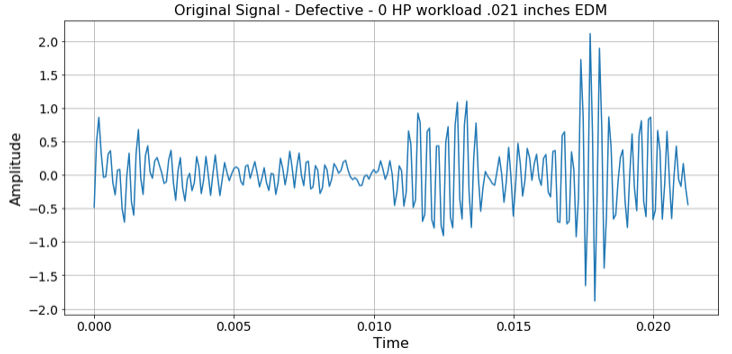 Original Signal - Defective - 0 HP workload .021 inches EDM
2.0
1.5
1.0
0.5
0.0
−0.5
−1.0
−1.5
−2.0
Amplitude
0.000 0.005 0.010 0.015 0.020
Time